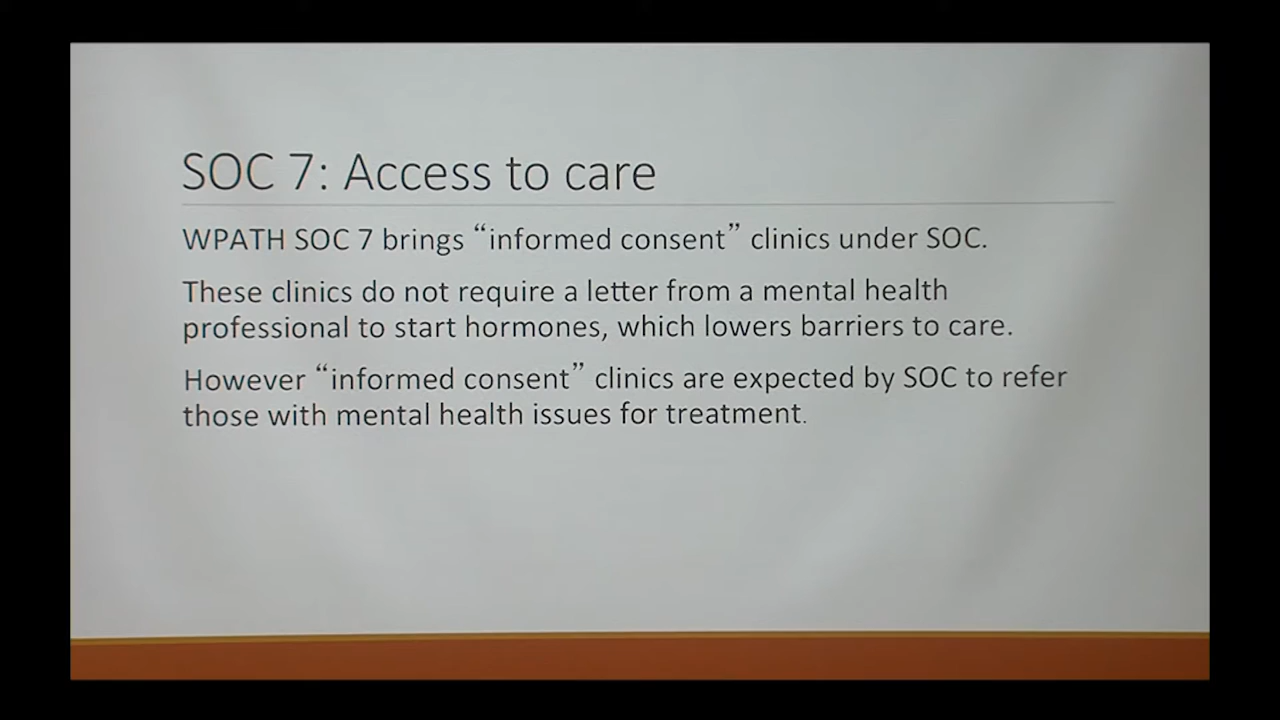 SOC 7: Access to care
WPATH SOC 7 brings “informed consent” clinics under SOC.
These clinics do not require a letter from a mental health
professional to start hormones, which lowers barriers to care.
However “informed consent” clinics are expected by SOC to refer
those with mental health issues for treatment.